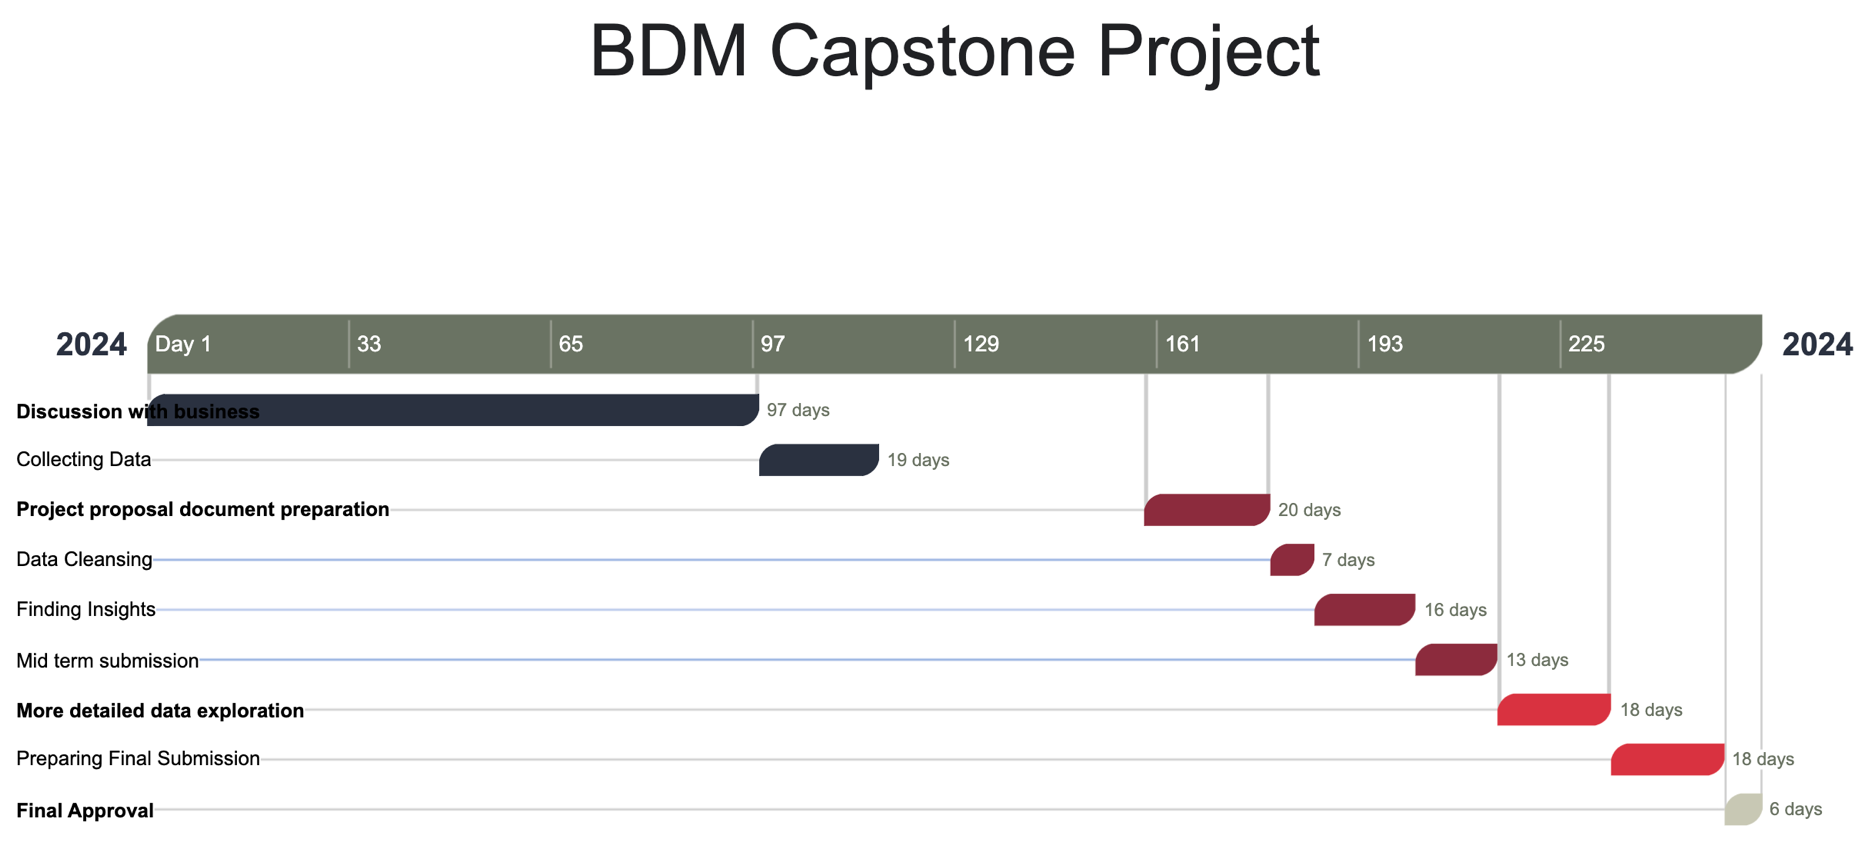 BDM Capstone Project
2024 Day 1 33 65 97 129 161 193 225 2024
Discussion with business 97 days
Collecting Data 19 days
Project proposal document preparation 20 days
Data Cleansing 7 days
Finding Insights 16 days
Mid term submission 13 days
More detailed data exploration 18 days
Preparing Final Submission 18 days
Final Approval 6 days